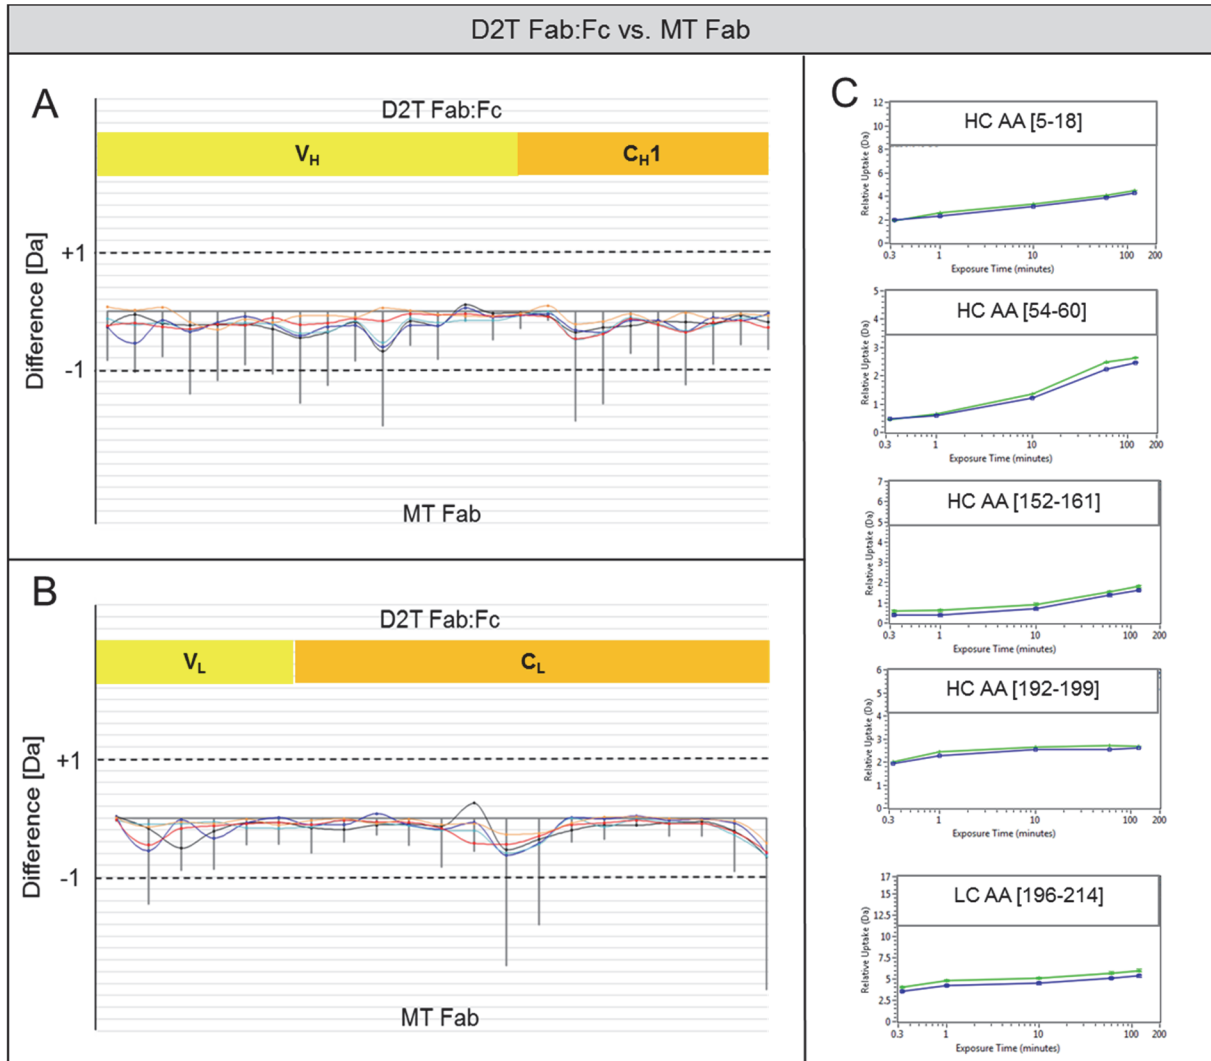 D2T Fab:Fc vs. MT Fab
A
D2T Fab:Fc
VH
CH1
Difference [Da]
+1
-1
MT Fab
B
D2T Fab:Fc
VL
CL
Difference [Da]
+1
-1
MT Fab
C
HC AA [5-18]
Relative Uptake (Da)
12
10
8
6
4
2
0
0.3
1
10
100
200
Exposure Time (minutes)
HC AA [54-60]
Relative Uptake (Da)
5
4
3
2
1
0
0.3
1
10
100
200
Exposure Time (minutes)
HC AA [152-161]
Relative Uptake (Da)
7
6
5
4
3
2
1
0
0.3
1
10
100
200
Exposure Time (minutes)
HC AA [192-199]
Relative Uptake (Da)
6
5
4
3
2
1
0
0.3
1
10
100
200
Exposure Time (minutes)
LC AA [196-214]
Relative Uptake (Da)
17
15
12.5
10
7.5
5
2.5
0
0.3
1
10
100
200
Exposure Time (minutes)